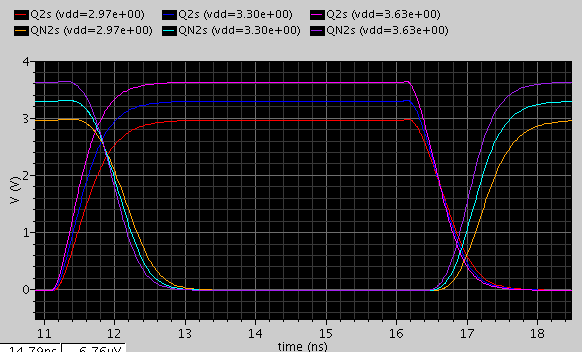 Q2s (vdd=2.97e+00) Q2s (vdd=3.30e+00) Q2s (vdd=3.63e+00)
QN2s (vdd=2.97e+00) QN2s (vdd=3.30e+00) QN2s (vdd=3.63e+00)
4
3
V (V)
2
1
0
11 12 13 14 15 16 17 18
time (ns)
14.79ns -6.76uV